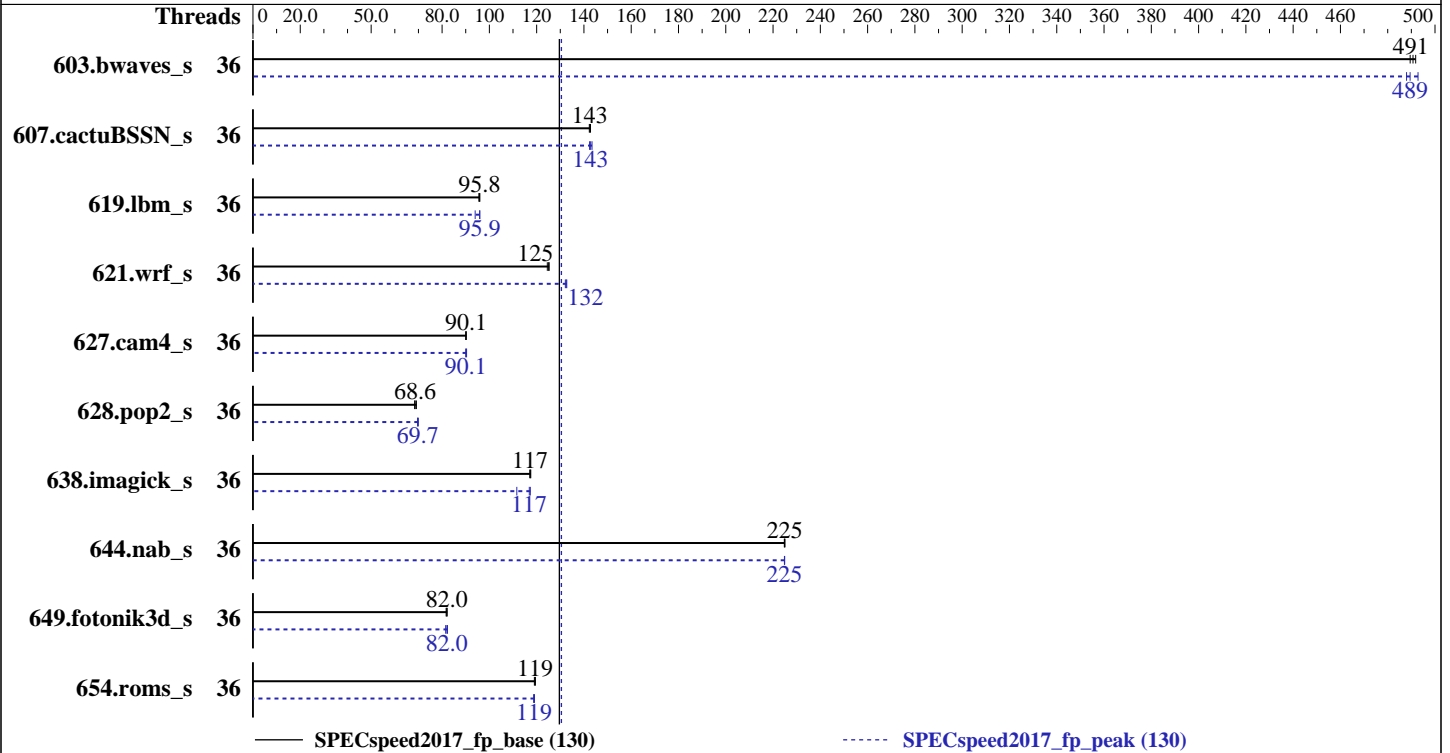 Threads 0 20.0 50.0 80.0 100 120 140 160 180 200 220 240 260 280 300 320 340 360 380 400 420 440 460 500
491
603.bwaves_s 36
489
143
607.cactuBSSN_s 36
143
95.8
619.lbm_s 36
95.9
125
621.wrf_s 36
132
90.1
627.cam4_s 36
90.1
68.6
628.pop2_s 36
69.7
117
638.imagick_s 36
117
225
644.nab_s 36
225
82.0
649.fotonik3d_s 36
82.0
119
654.roms_s 36
119
SPECspeed2017_fp_base (130) SPECspeed2017_fp_peak (130)